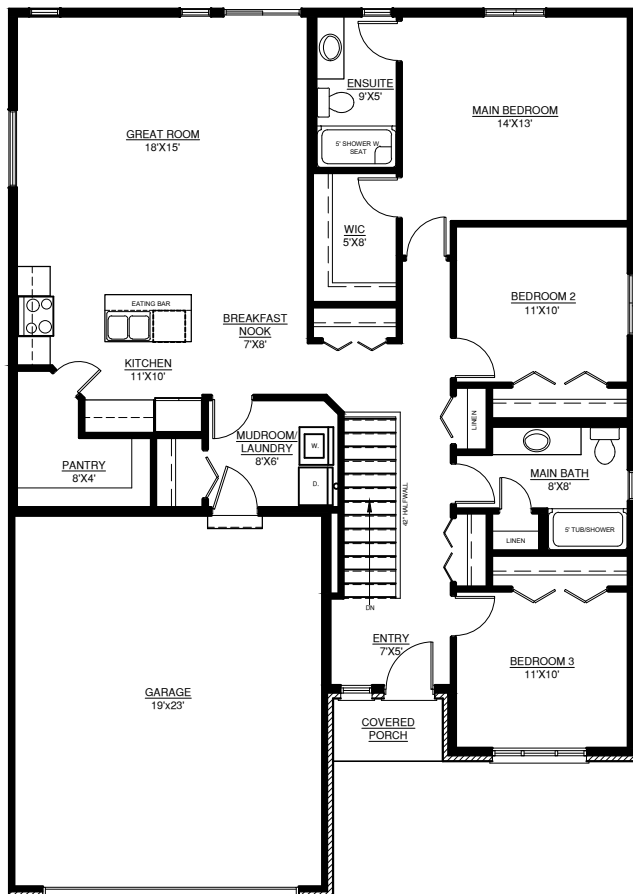 ENSUITE
9'X5'
MAIN BEDROOM
14'X13'
GREAT ROOM
18'X15'
5' SHOWER W.
SEAT
WIC
5'X8'
BEDROOM 2
11'X10'
EATING BAR
BREAKFAST
NOOK
7'X8'
KITCHEN
11'X10'
LINEN
MUDROOM/
LAUNDRY
8'X6'
W.
D.
PANTRY
8'X4'
42" HALFWALL
MAIN BATH
8'X8'
5' TUB/SHOWER
LINEN
DN
ENTRY
7'X5'
BEDROOM 3
11'X10'
GARAGE
19'x23'
COVERED
PORCH